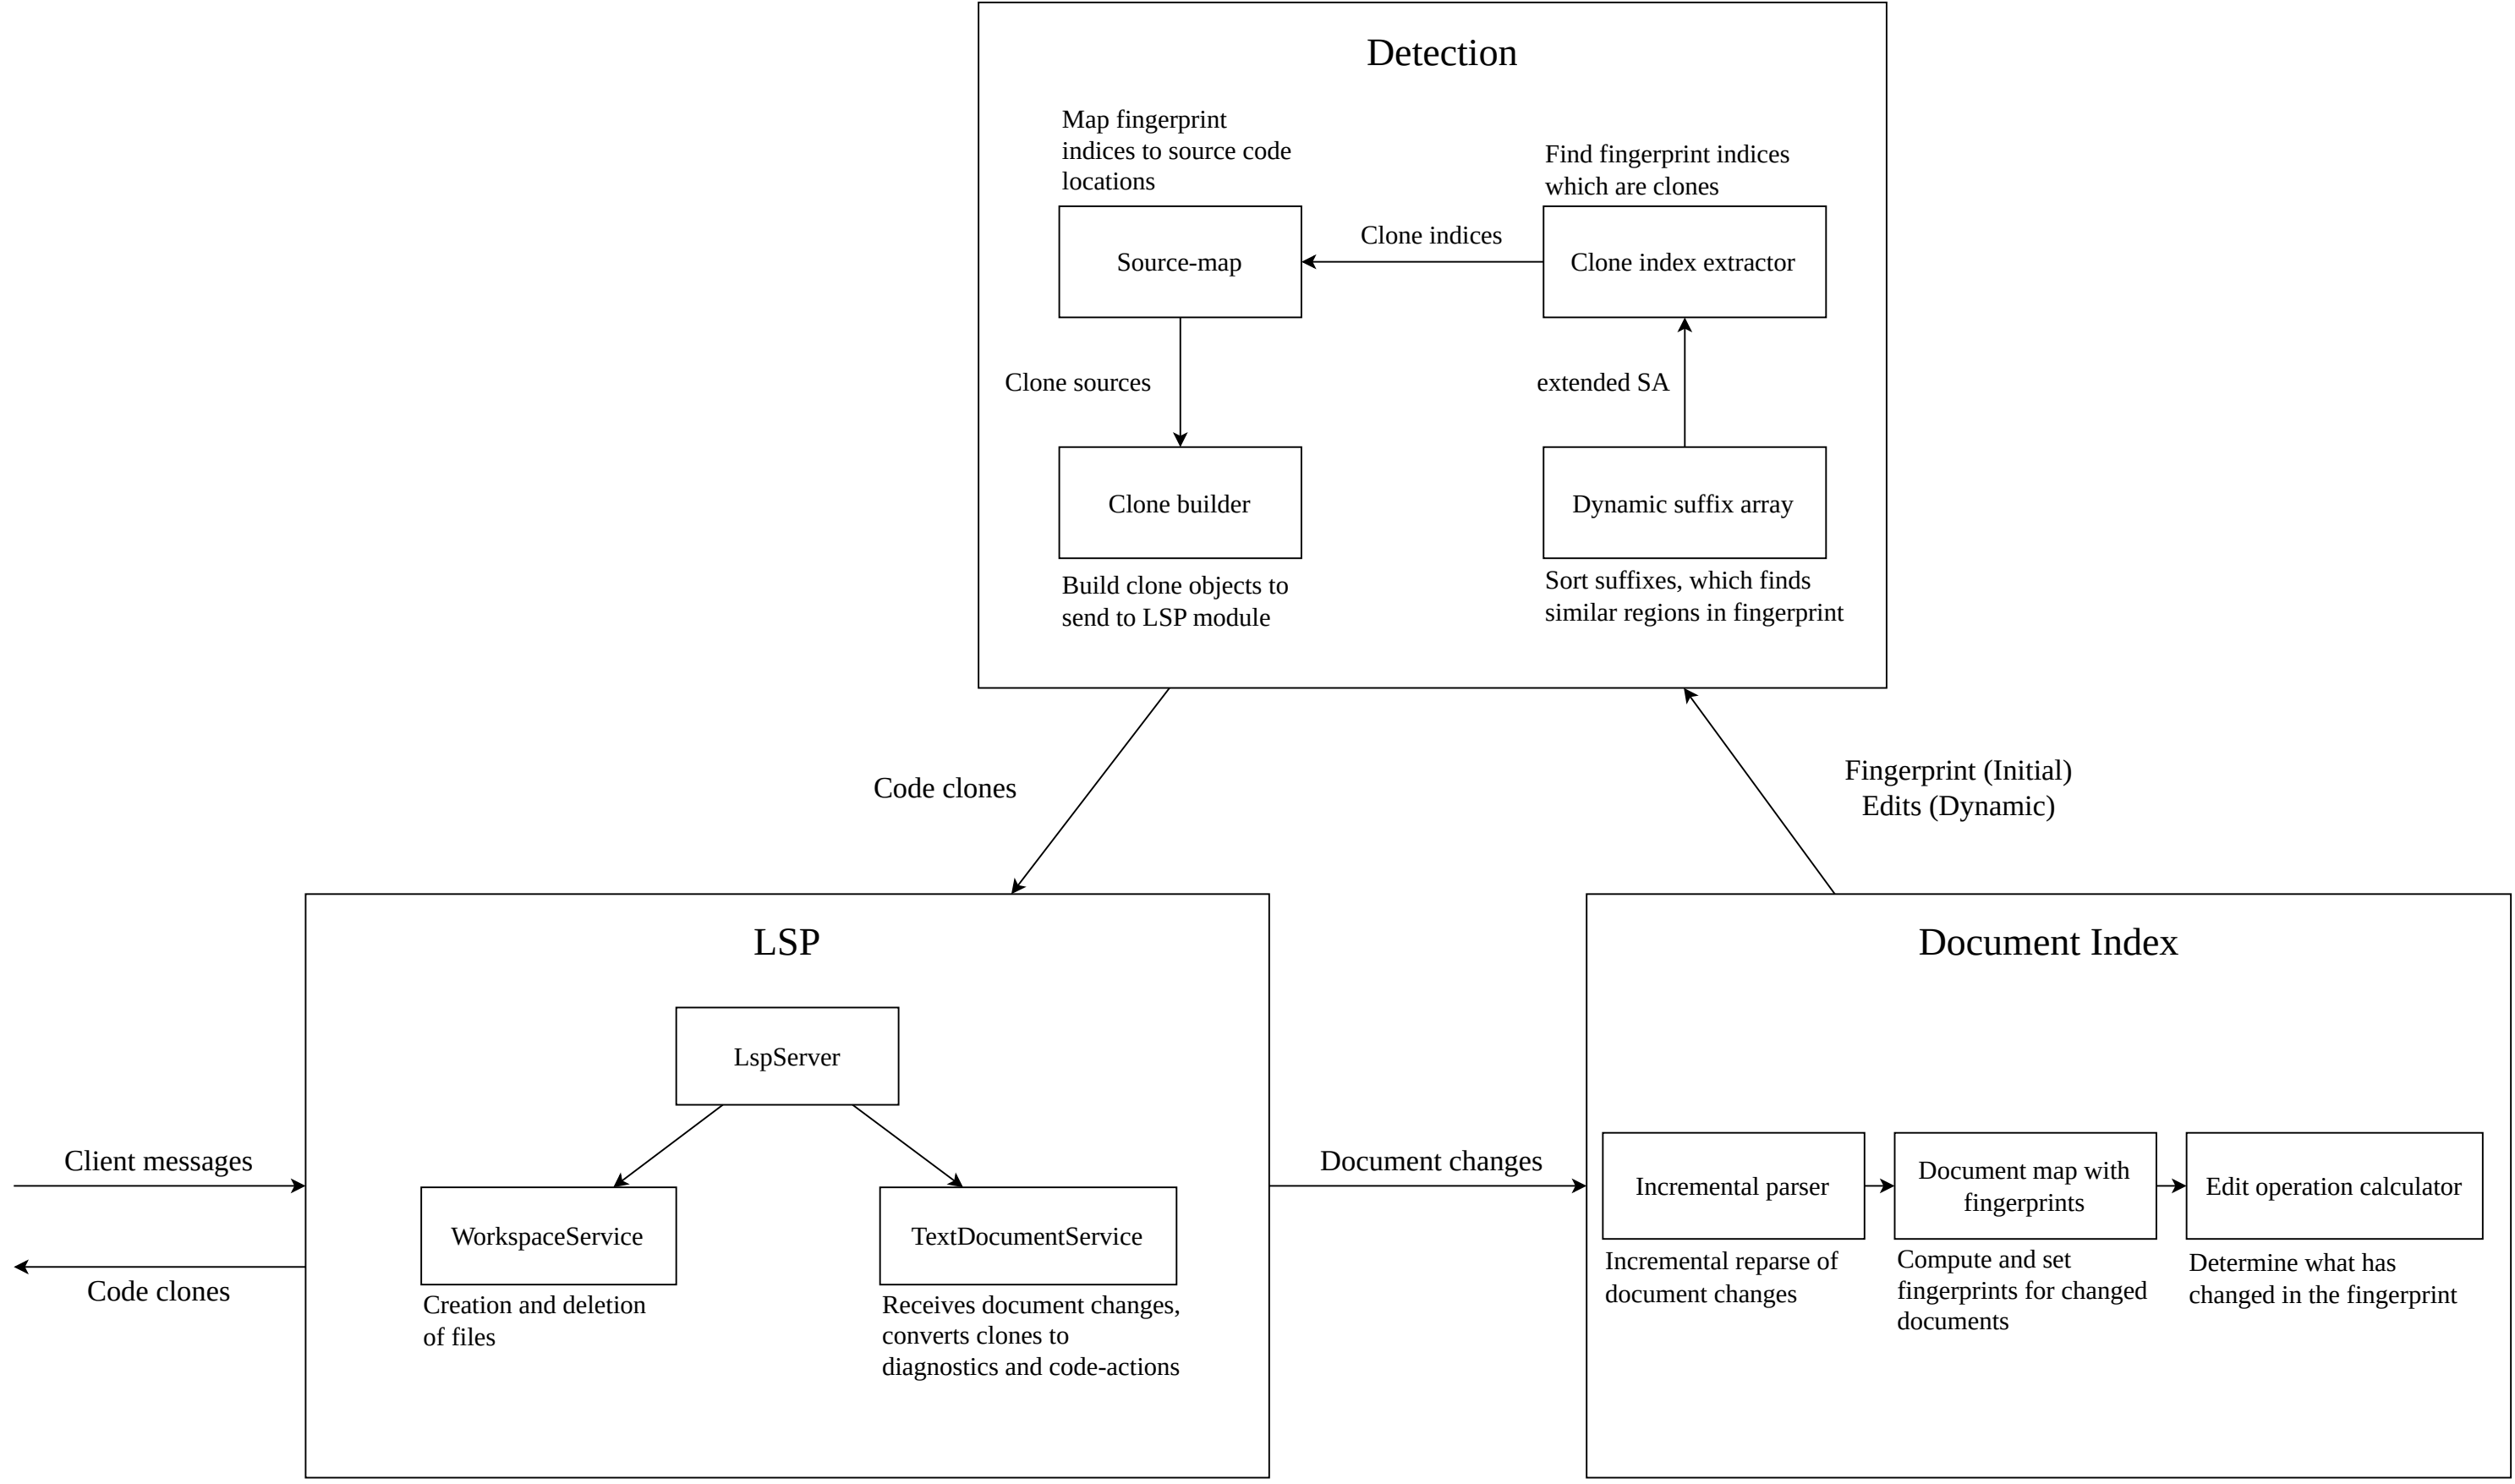 Detection
Map fingerprint
indices to source code
locations
Find fingerprint indices
which are clones
Source-map
Clone indices
Clone index extractor
Clone sources
extended SA
Clone builder
Dynamic suffix array
Build clone objects to
send to LSP module
Sort suffixes, which finds
similar regions in fingerprint
Code clones
Fingerprint (Initial)
Edits (Dynamic)
LSP
LspServer
WorkspaceService
TextDocumentService
Creation and deletion
of files
Receives document changes,
converts clones to
diagnostics and code-actions
Client messages
Code clones
Document changes
Document Index
Incremental parser
Document map with
fingerprints
Edit operation calculator
Incremental reparse of
document changes
Compute and set
fingerprints for changed
documents
Determine what has
changed in the fingerprint